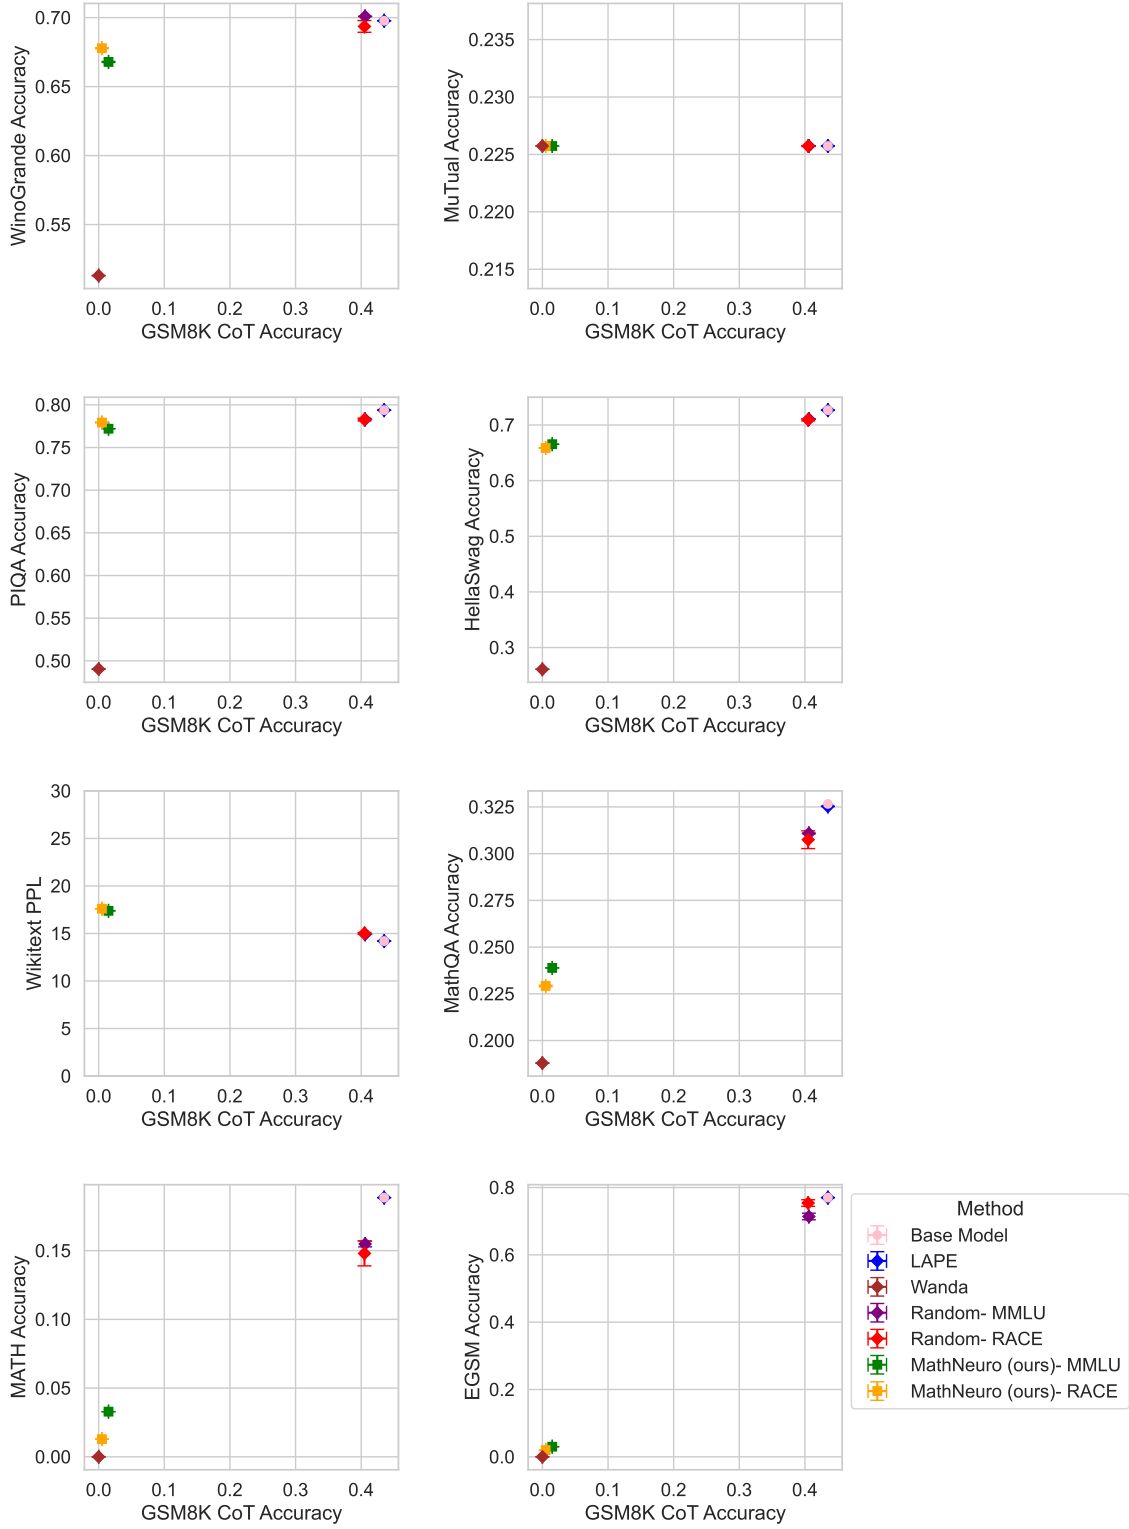 WinoGrande Accuracy
0.70
0.65
0.60
0.55
0.0 0.1 0.2 0.3 0.4
GSM8K CoT Accuracy
MuTual Accuracy
0.235
0.230
0.225
0.220
0.215
0.0 0.1 0.2 0.3 0.4
GSM8K CoT Accuracy
PIQA Accuracy
0.80
0.75
0.70
0.65
0.60
0.55
0.50
0.0 0.1 0.2 0.3 0.4
GSM8K CoT Accuracy
HellaSwag Accuracy
0.7
0.6
0.5
0.4
0.3
0.0 0.1 0.2 0.3 0.4
GSM8K CoT Accuracy
Wikitext PPL
30
25
20
15
10
5
0
0.0 0.1 0.2 0.3 0.4
GSM8K CoT Accuracy
MathQA Accuracy
0.325
0.300
0.275
0.250
0.225
0.200
0.0 0.1 0.2 0.3 0.4
GSM8K CoT Accuracy
MATH Accuracy
0.15
0.10
0.05
0.00
0.0 0.1 0.2 0.3 0.4
GSM8K CoT Accuracy
EGSM Accuracy
0.8
0.6
0.4
0.2
0.0
0.0 0.1 0.2 0.3 0.4
GSM8K CoT Accuracy
Method
Base Model
LAPE
Wanda
Random- MMLU
Random- RACE
MathNeuro (ours)- MMLU
MathNeuro (ours)- RACE